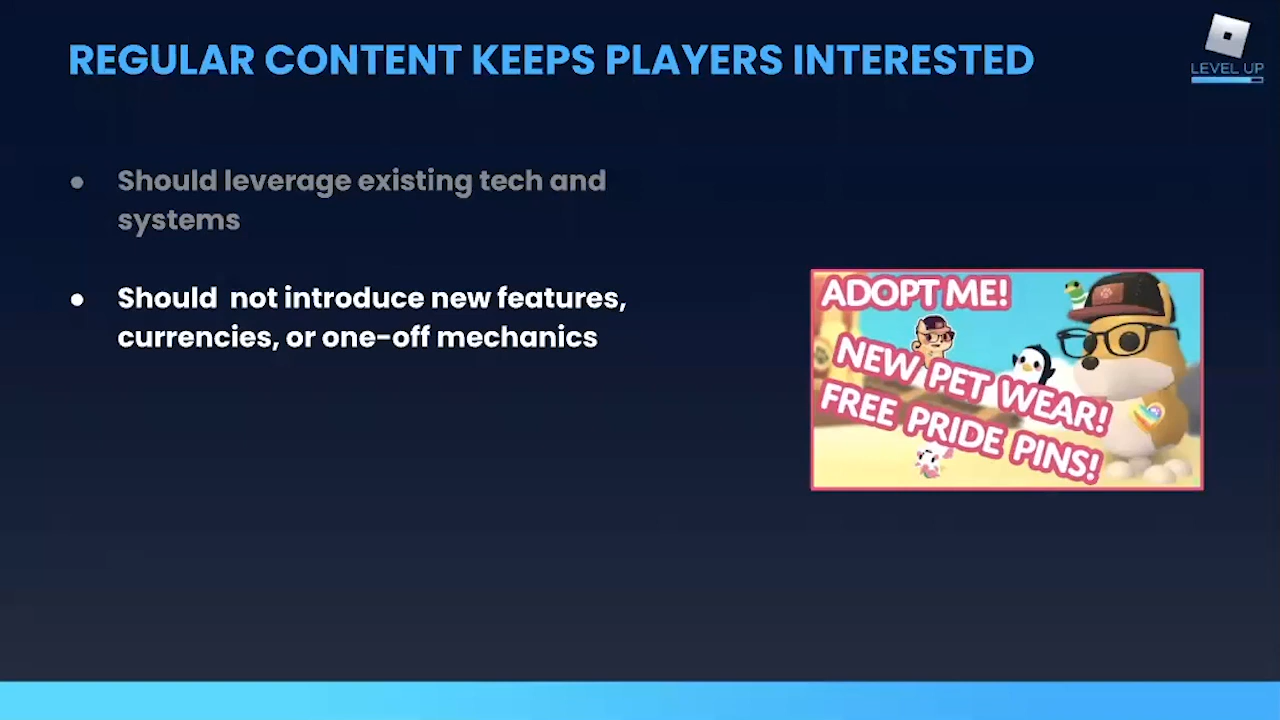 REGULAR CONTENT KEEPS PLAYERS INTERESTED
LEVEL UP
● Should leverage existing tech and
systems
● Should not introduce new features,
currencies, or one-off mechanics
ADOPT ME!
NEW PET WEAR!
FREE PRIDE PINS!